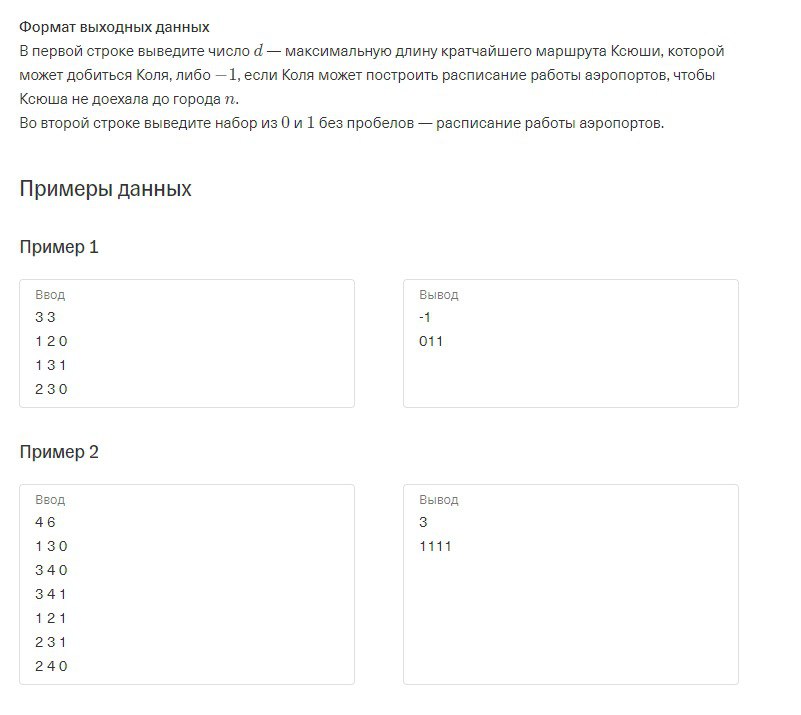 Формат выходных данных
В первой строке выведите число d — максимальную длину кратчайшего маршрута Ксюши, которой
может добиться Коля, либо −1, если Коля может построить расписание работы аэропортов, чтобы
Ксюша не доехала до города n.
Во второй строке выведите набор из 0 и 1 без пробелов — расписание работы аэропортов.
Примеры данных
Пример 1
Ввод
3 3
1 2 0
1 3 1
2 3 0
Вывод
-1
011
Пример 2
Ввод
4 6
1 3 0
3 4 0
3 4 1
1 2 1
2 3 1
2 4 0
Вывод
3
1111